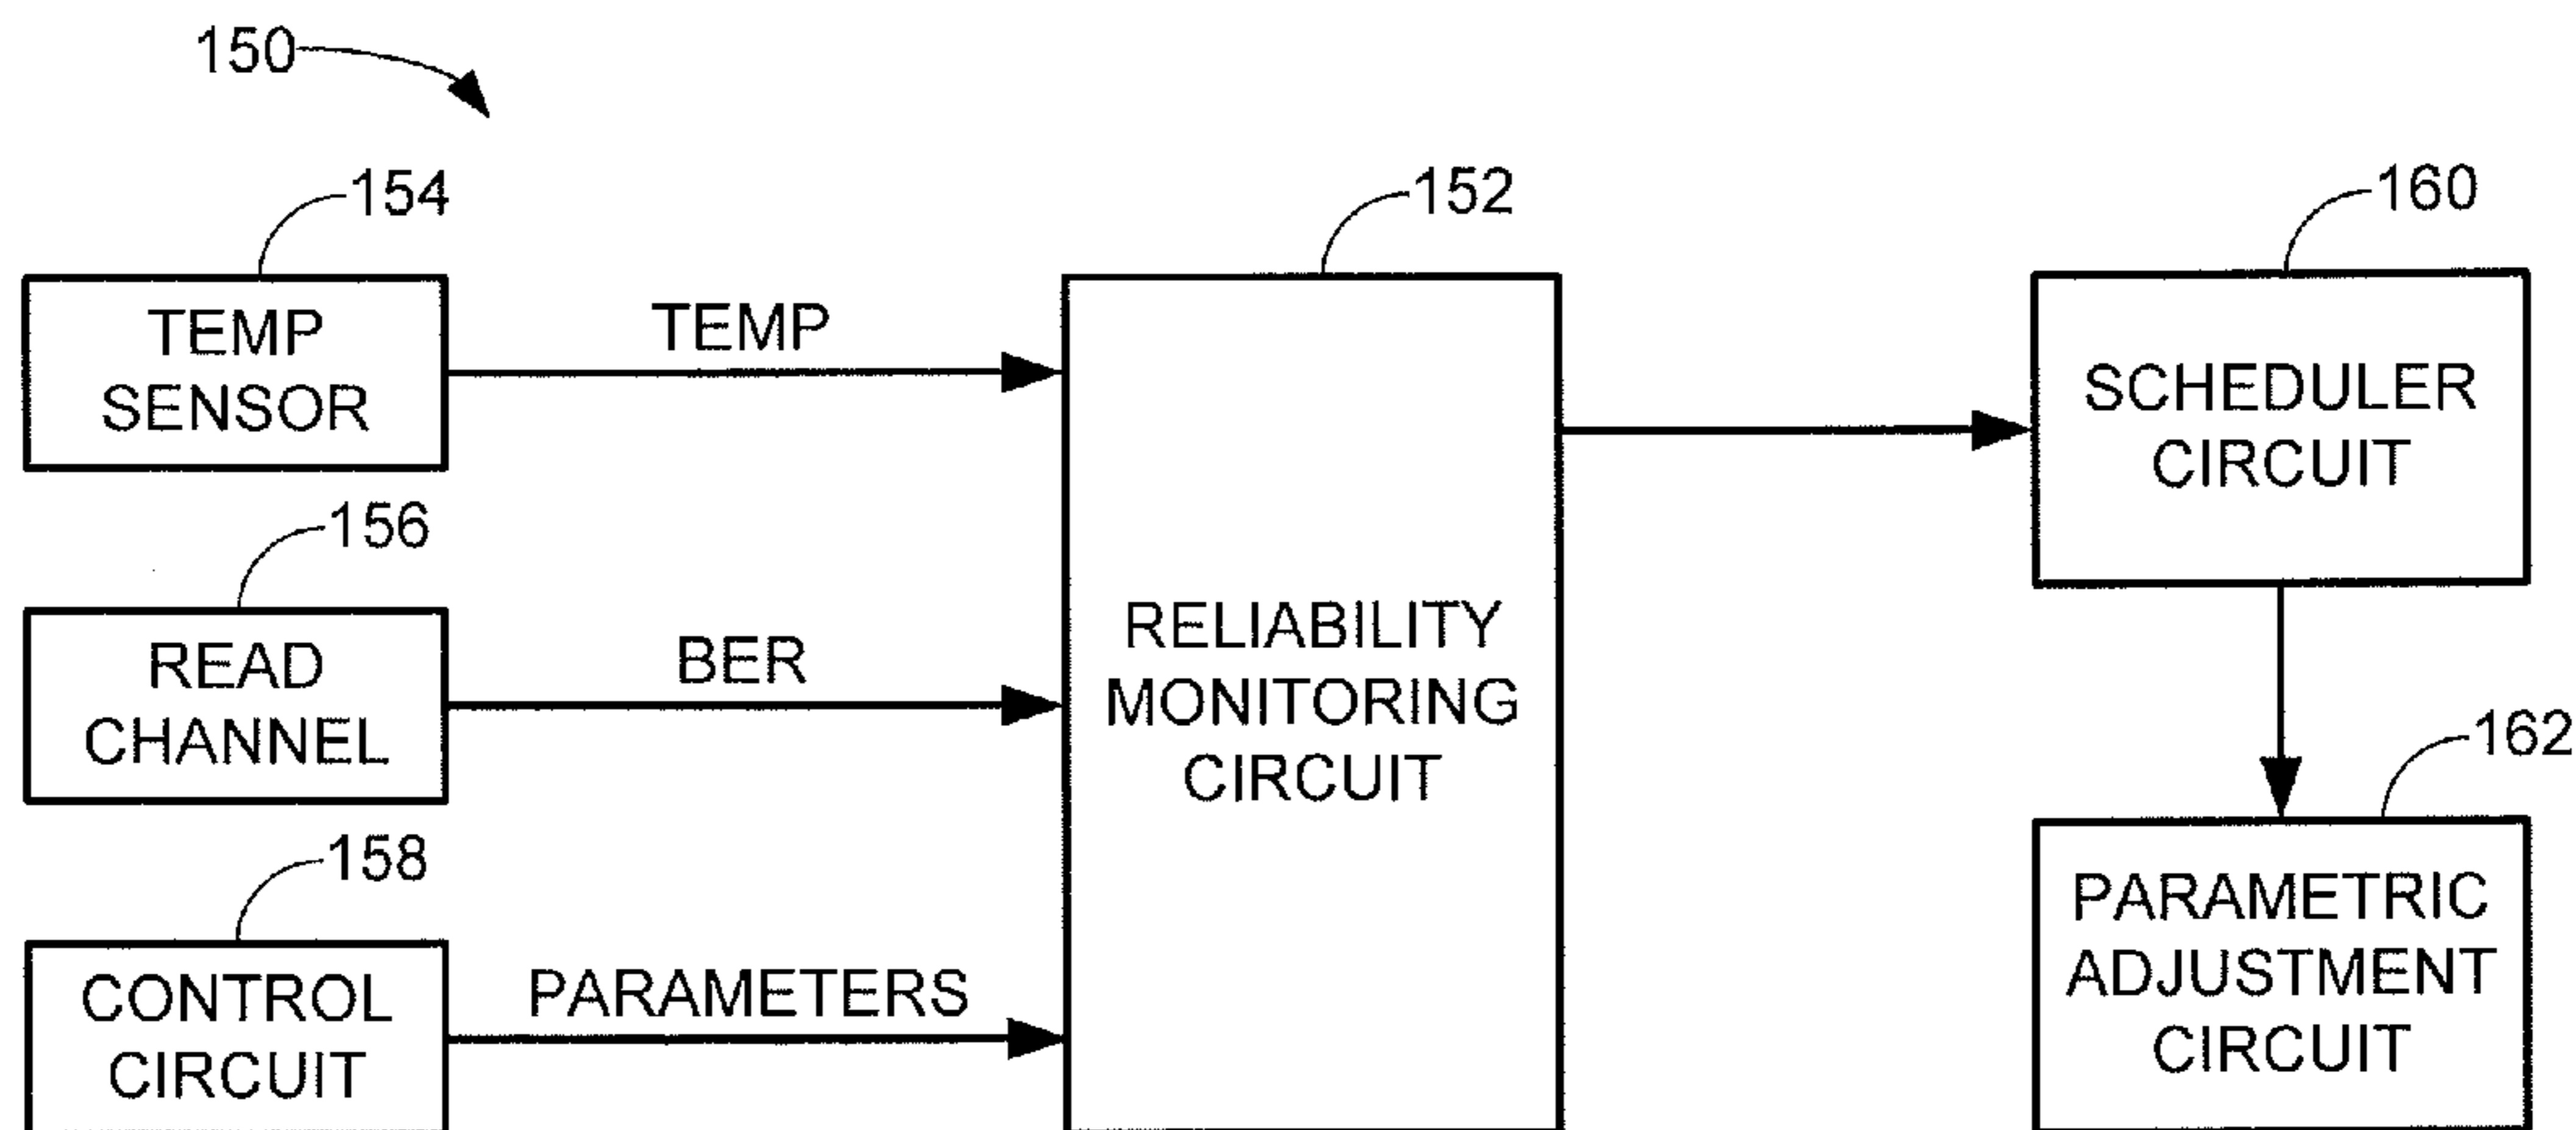 150
154
152
160
TEMP
SENSOR
TEMP
SCHEDULER
CIRCUIT
156
READ
CHANNEL
BER
RELIABILITY
MONITORING
CIRCUIT
162
158
CONTROL
CIRCUIT
PARAMETERS
PARAMETRIC
ADJUSTMENT
CIRCUIT